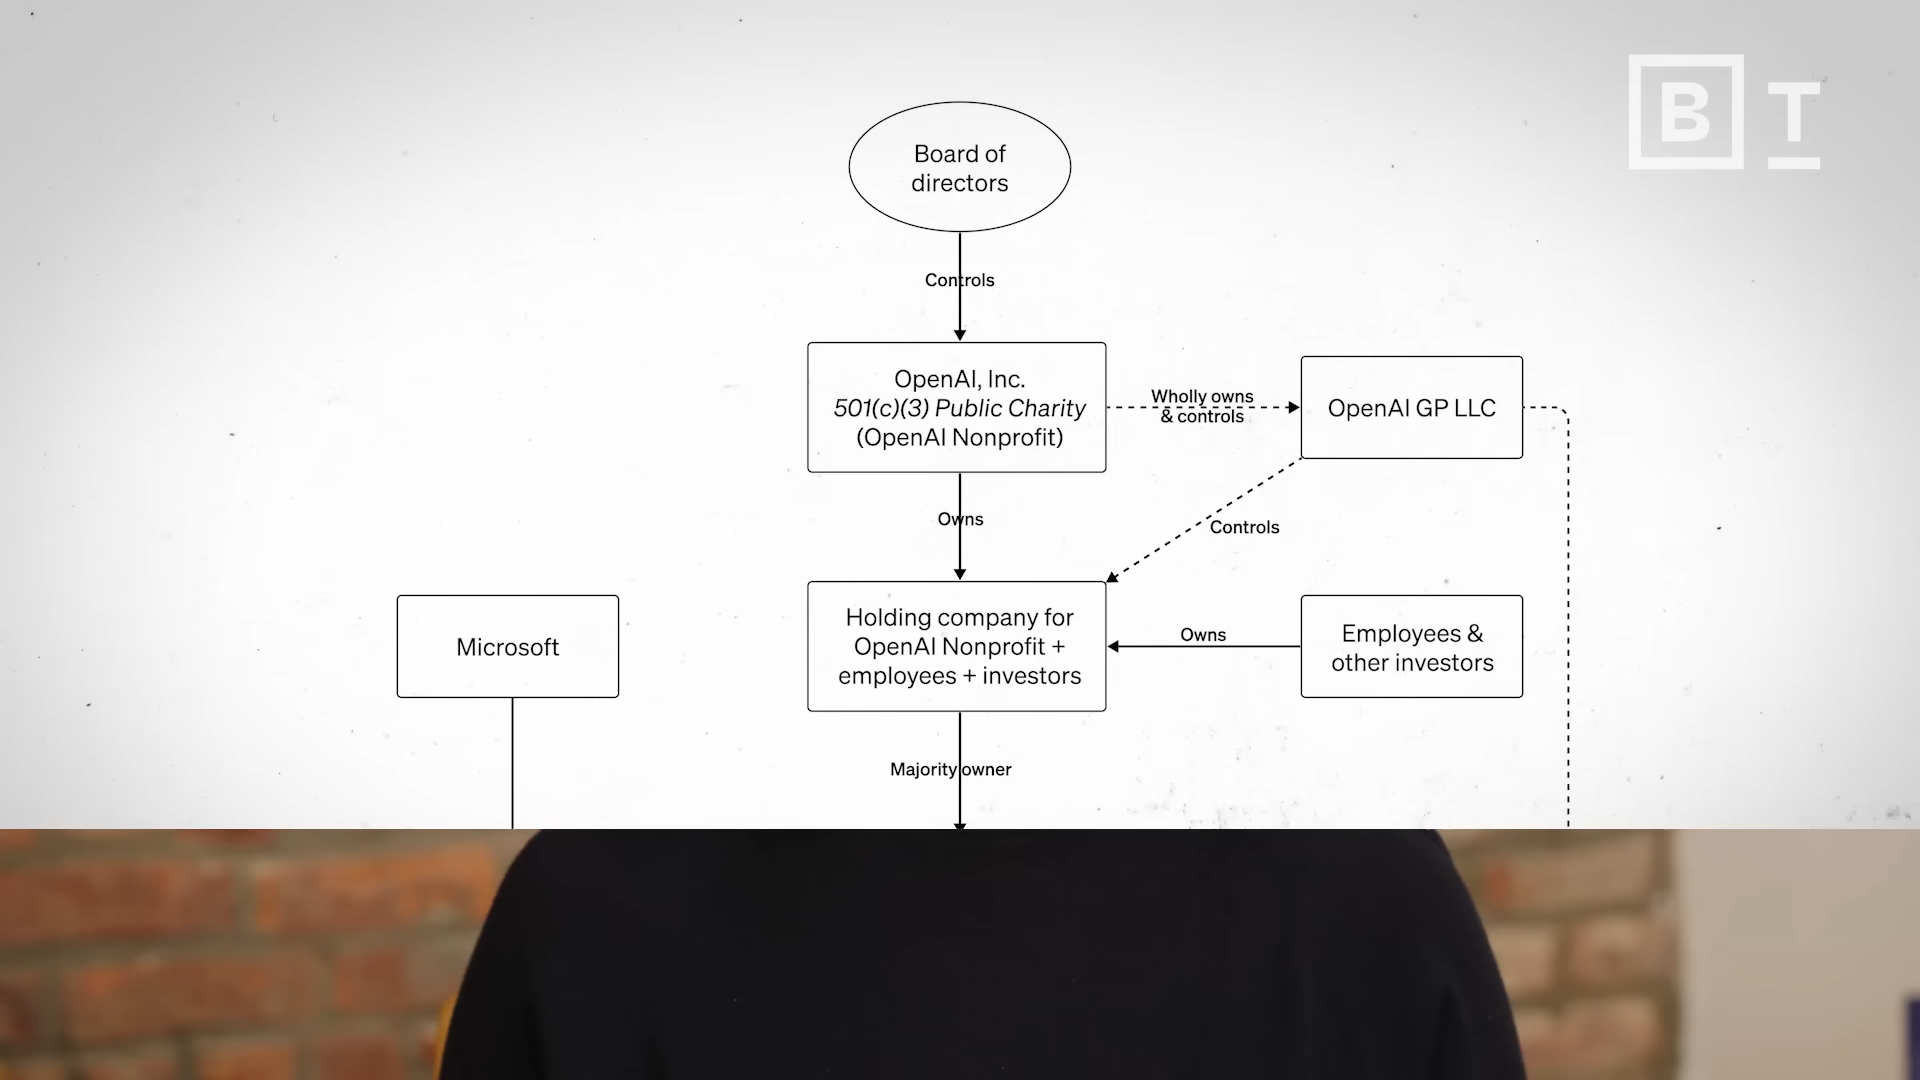 B T
Board of
directors
Controls
OpenAI, Inc.
501(c)(3) Public Charity
(OpenAI Nonprofit)
Wholly owns
& controls
OpenAI GP LLC
Owns
Controls
Microsoft
Holding company for
OpenAI Nonprofit +
employees + investors
Owns
Employees &
other investors
Majority owner